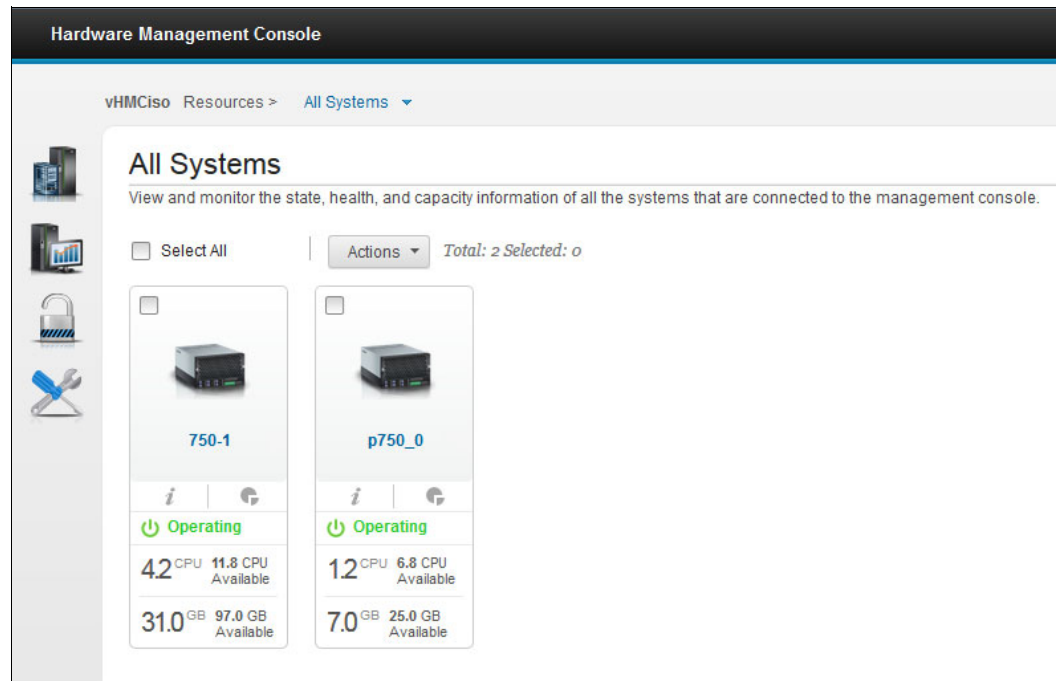 Hardware Management Console
vHMCiso Resources > All Systems
All Systems
View and monitor the state, health, and capacity information of all the systems that are connected to the management console.
Select All Actions Total: 2 Selected: 0
750-1
i
Operating
4.2 CPU 11.8 CPU
Available
31.0 GB 97.0 GB
Available
p750_0
i
Operating
1.2 CPU 6.8 CPU
Available
7.0 GB 25.0 GB
Available